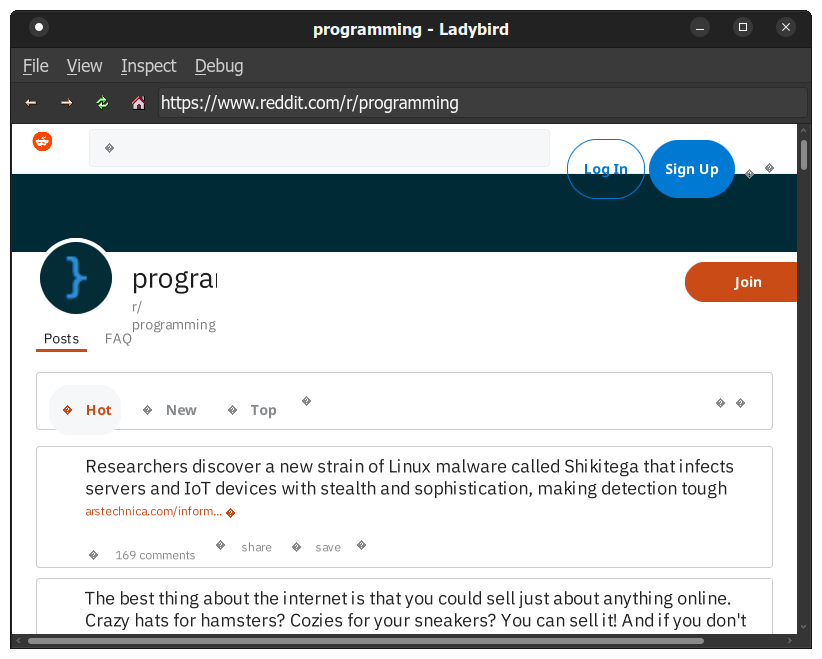 programming - Ladybird
File View Inspect Debug
https://www.reddit.com/r/programming
� Log In Sign Up � �
}
progra
r/
programming
Join
Posts FAQ
� Hot � New � Top � � �
Researchers discover a new strain of Linux malware called Shikitega that infects
servers and IoT devices with stealth and sophistication, making detection tough
arstechnica.com/inform... �
� 169 comments � share � save �
The best thing about the internet is that you could sell just about anything online.
Crazy hats for hamsters? Cozies for your sneakers? You can sell it! And if you don't